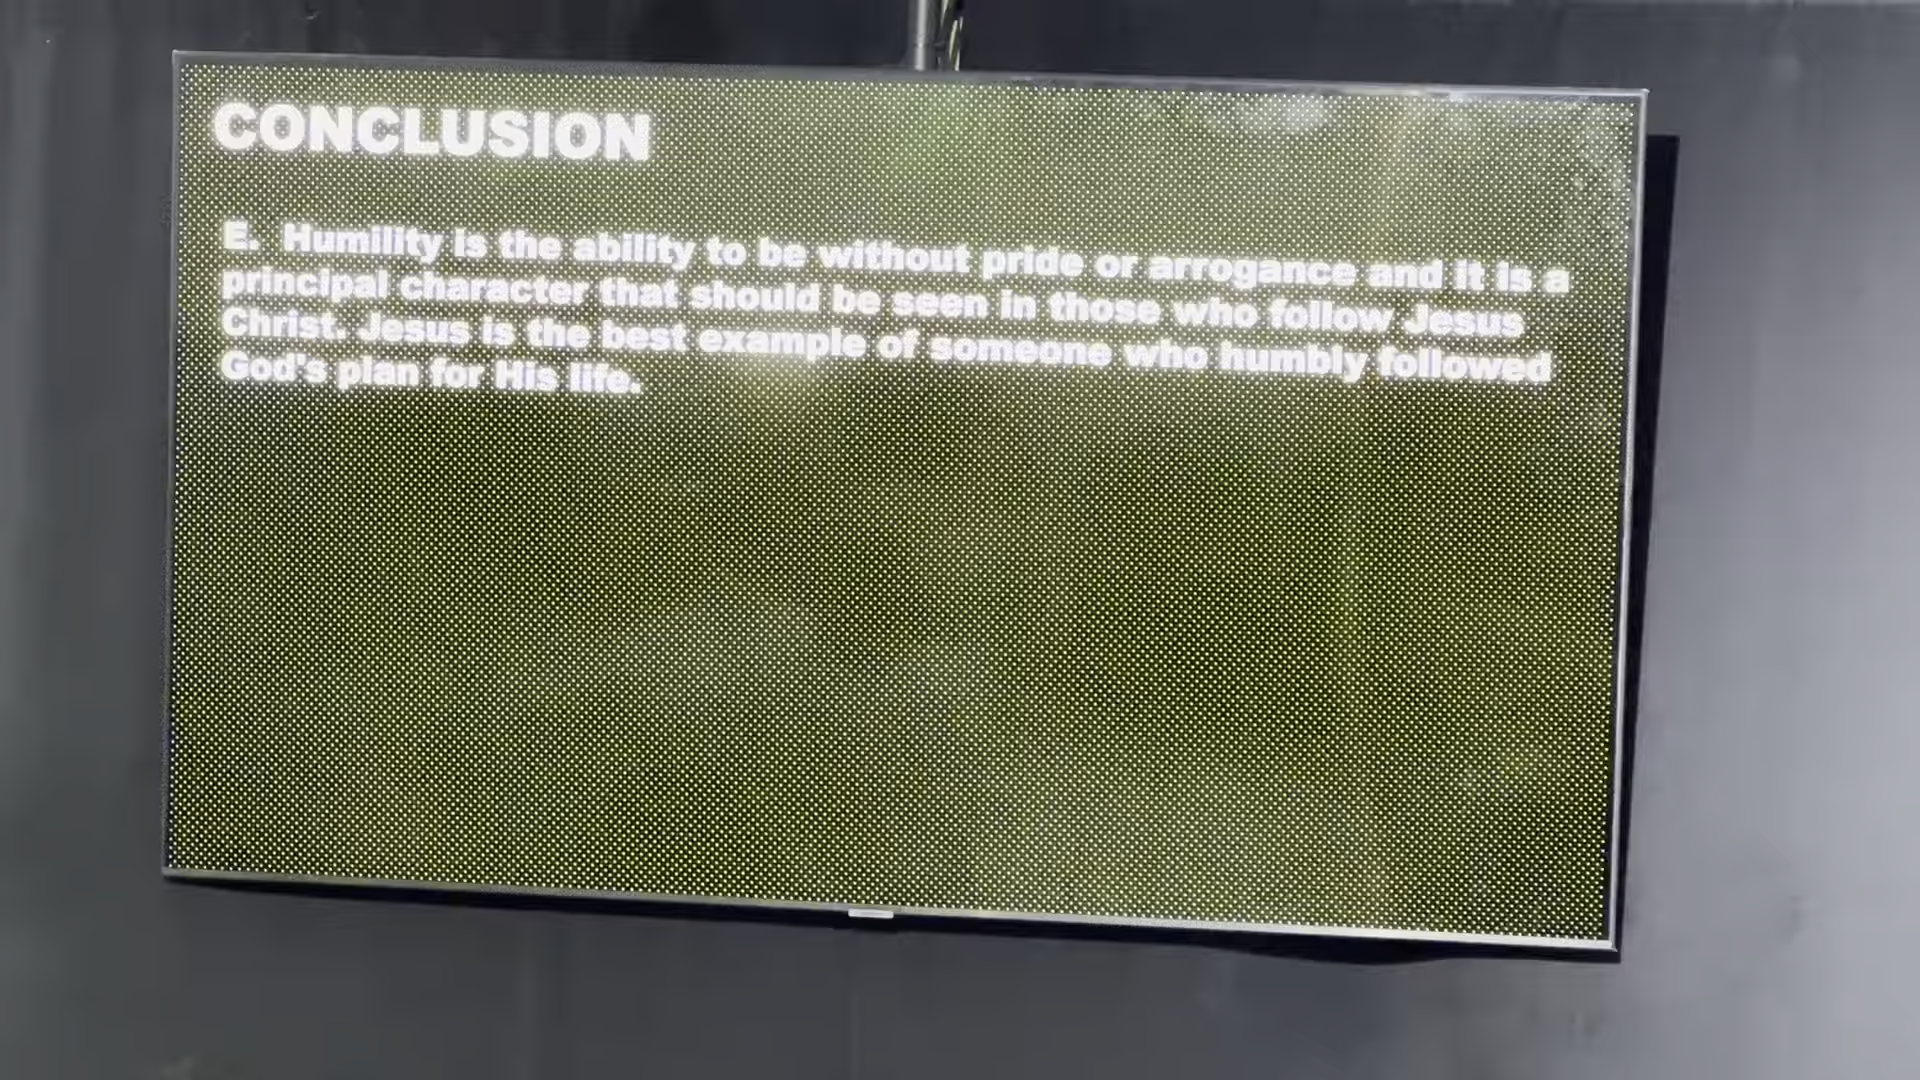 CONCLUSION
E. Humility is the ability to be without pride or arrogance and it is a
principal character that should be seen in those who follow Jesus
Christ. Jesus is the best example of someone who humbly followed
God's plan for His life.